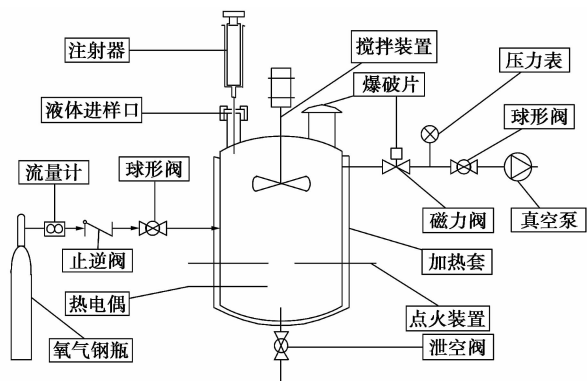 注射器
搅拌装置
压力表
爆破片
液体进样口
球形阀
流量计
球形阀
磁力阀
真空泵
止逆阀
加热套
热电偶
点火装置
氧气钢瓶
泄空阀